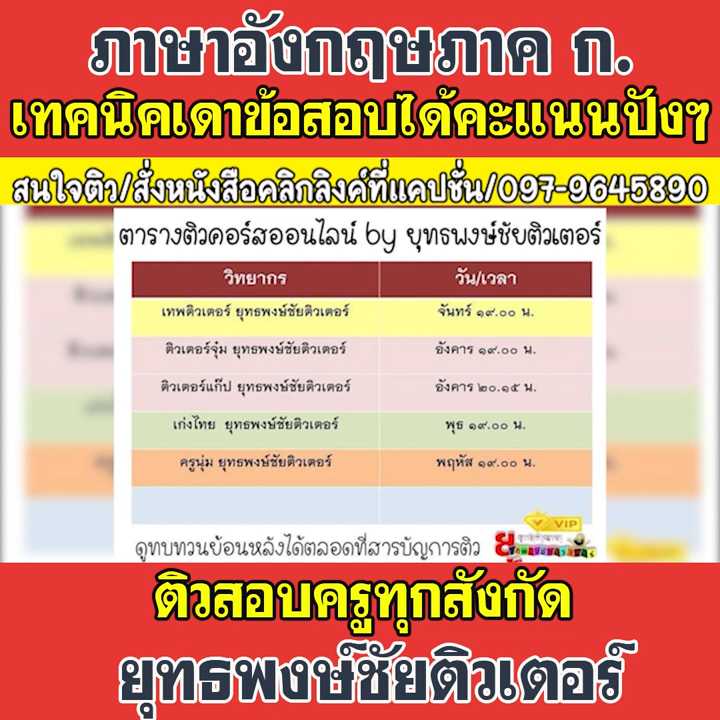 ภาษาอังกฤษภาค ก.
เทคนิคเดาข้อสอบได้คะแนนปังๆ
สนใจติว/สั่งหนังสือคลิกลิงค์ที่แคปชั่น/097-9645890
ตารางติวคอร์สออนไลน์ by ยุทธพงษ์ชัยติวเตอร์
วิทยากร วัน/เวลา
เทพติวเตอร์ ยุทธพงษ์ชัยติวเตอร์ จันทร์ ๑๙.๐๐ น.
ติวเตอร์จุ๋ม ยุทธพงษ์ชัยติวเตอร์ อังคาร ๑๙.๐๐ น.
ติวเตอร์แก๊ป ยุทธพงษ์ชัยติวเตอร์ อังคาร ๒๐.๑๕ น.
เก่งไทย ยุทธพงษ์ชัยติวเตอร์ พุธ ๑๙.๐๐ น.
ครูนุ่ม ยุทธพงษ์ชัยติวเตอร์ พฤหัส ๑๙.๐๐ น.
VIP
ดูทบทวนย้อนหลังได้ตลอดที่สารบัญการติว
ติวสอบครูทุกสังกัด
ยุทธพงษ์ชัยติวเตอร์